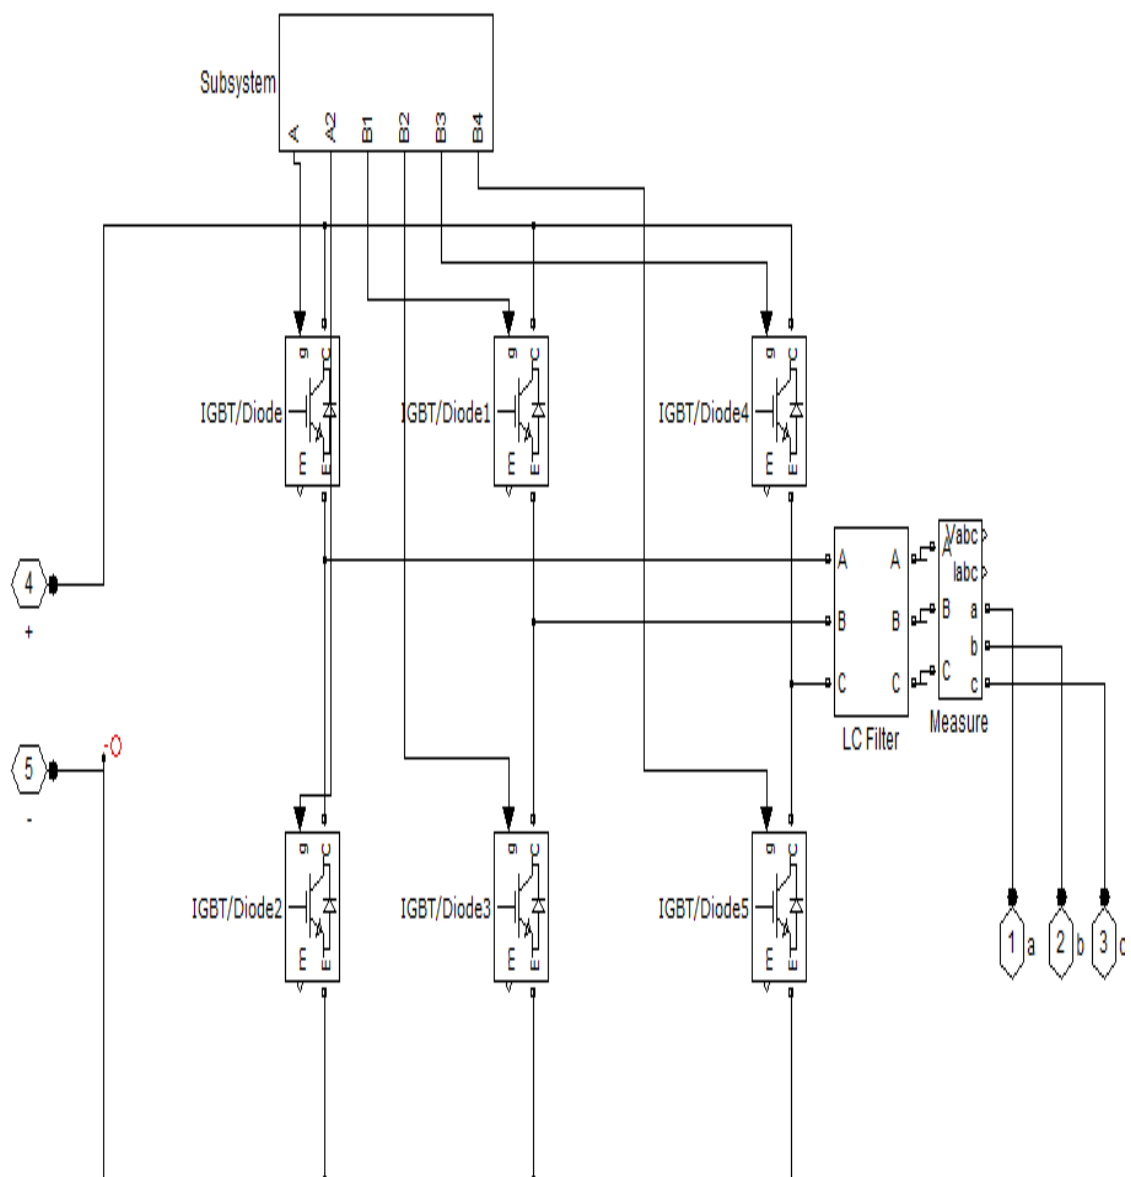 Subsystem
A A2 B1 B2 B3 B4
g C g C g C
IGBT/Diode IGBT/Diode1 IGBT/Diode4
m E m E m E
Vabc
A A A
Iabc
4
B B B a
+
b
C C C c
Measure
LC Filter
5
-
g C g C g C
IGBT/Diode2 IGBT/Diode3 IGBT/Diode5
m E m E m E
1 a 2 b 3 c